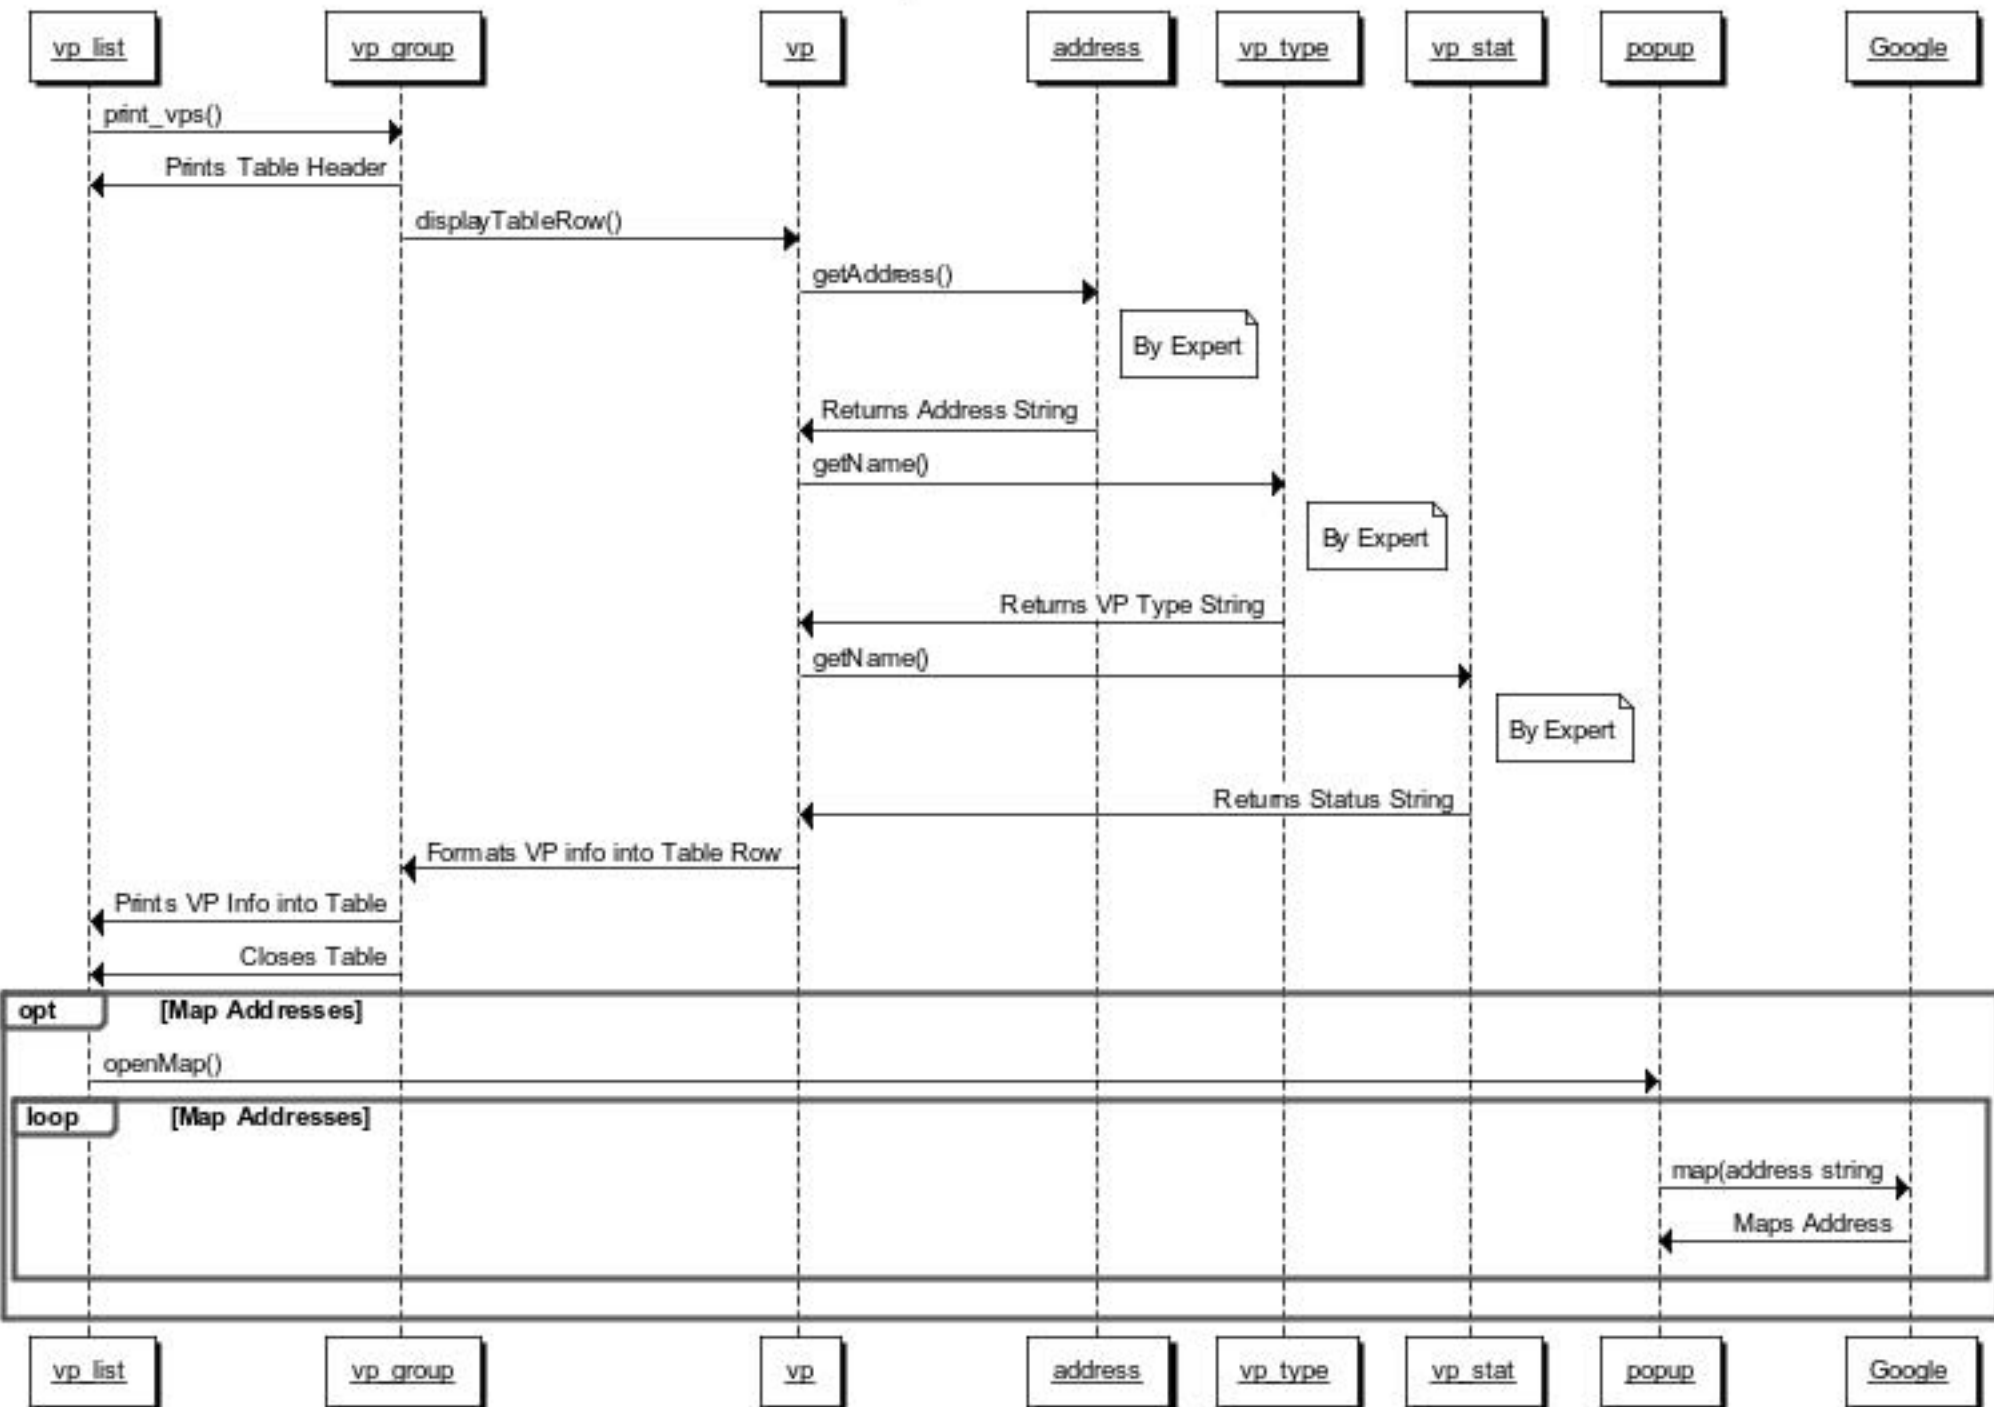 vp_list vp_group vp address vp_type vp_stat popup Google
print_vps()
Prints Table Header
displayTableRow()
getAddress()
By Expert
Returns Address String
getName()
By Expert
Returns VP Type String
getName()
By Expert
Returns Status String
Formats VP info into Table Row
Prints VP Info into Table
Closes Table
opt [Map Addresses]
openMap()
loop [Map Addresses]
map(address string
Maps Address
vp_list vp_group vp address vp_type vp_stat popup Google